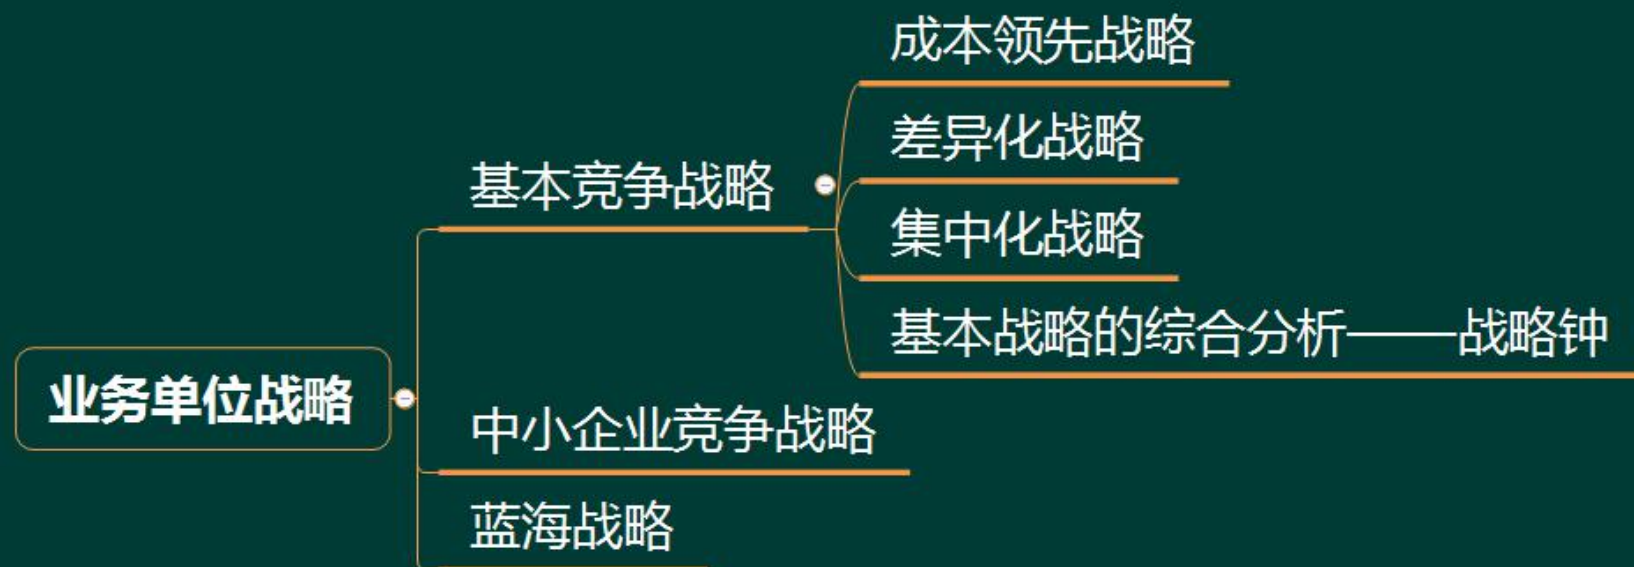 业务单位战略
基本竞争战略
成本领先战略
差异化战略
集中化战略
基本战略的综合分析——战略钟
中小企业竞争战略
蓝海战略